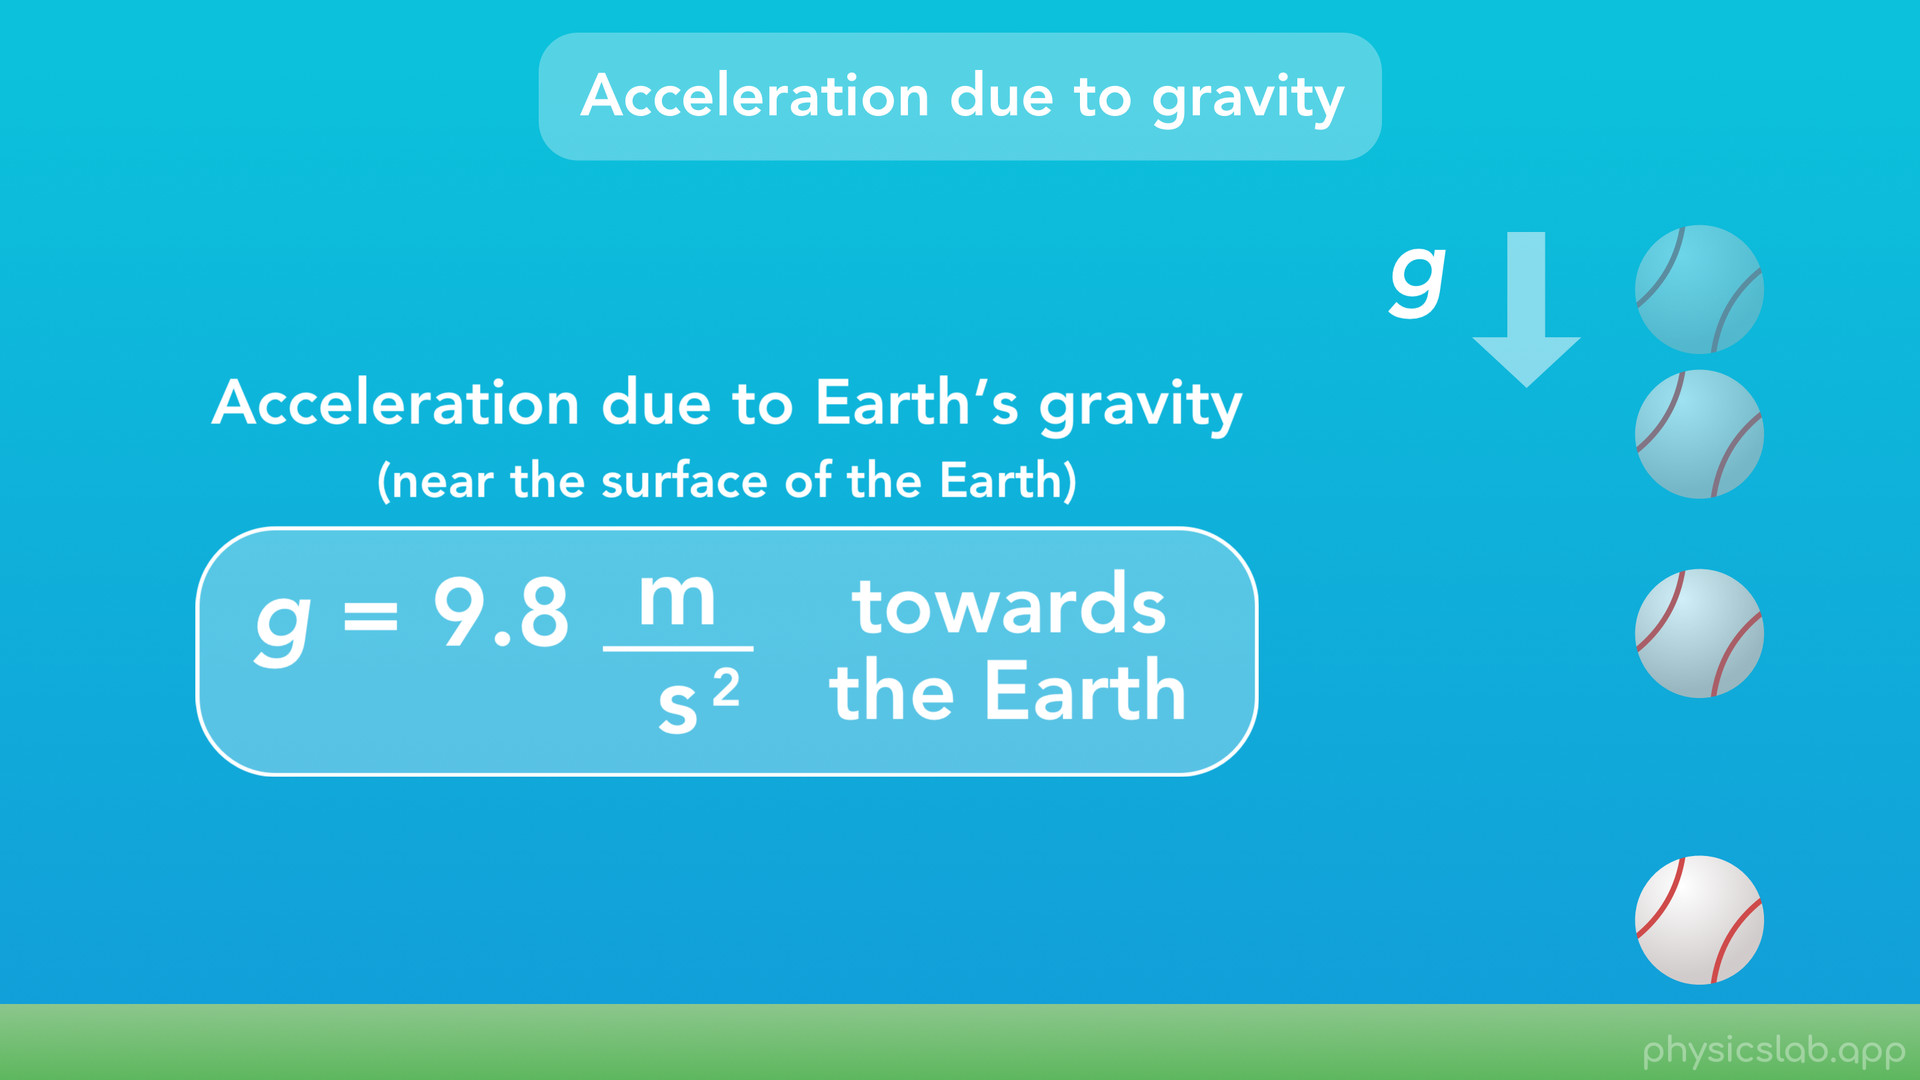 Acceleration due to gravity
g
Acceleration due to Earth’s gravity
(near the surface of the Earth)
g = 9.8 m/s² towards
the Earth
physicslab.app